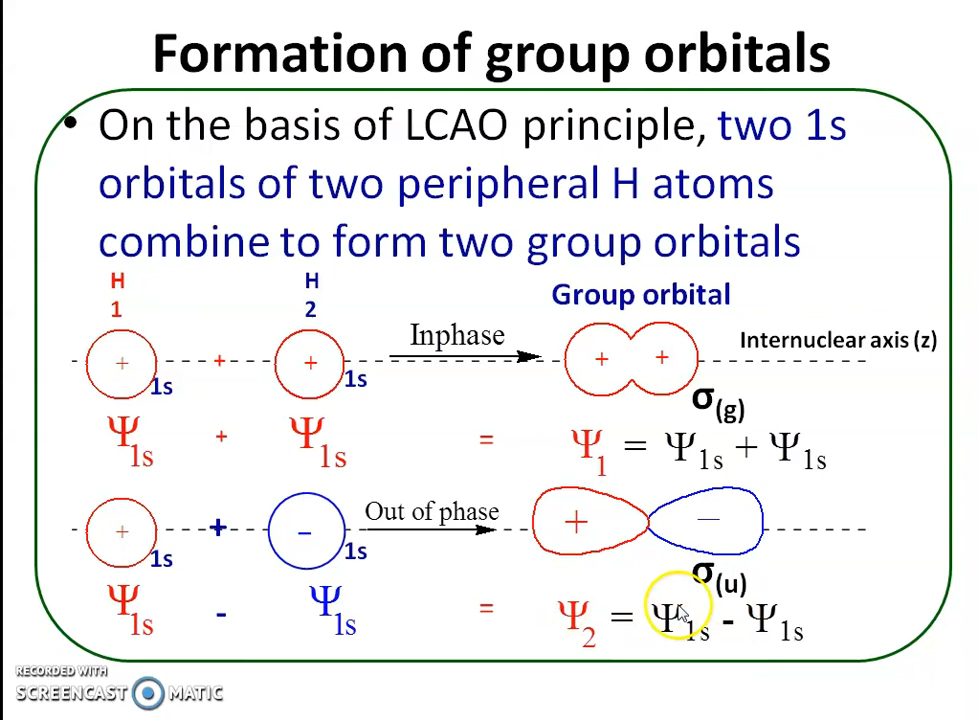 Formation of group orbitals
• On the basis of LCAO principle, two 1s
orbitals of two peripheral H atoms
combine to form two group orbitals
H H
1 2
Group orbital
Inphase
Internuclear axis (z)
+ + + + +
1s 1s
σ(g)
Ψ1s + Ψ1s = Ψ1 = Ψ1s + Ψ1s
Out of phase
+ + − + −
1s 1s
σ(u)
Ψ1s - Ψ1s = Ψ2 = Ψ1s - Ψ1s
RECORDED WITH
SCREENCAST MATIC